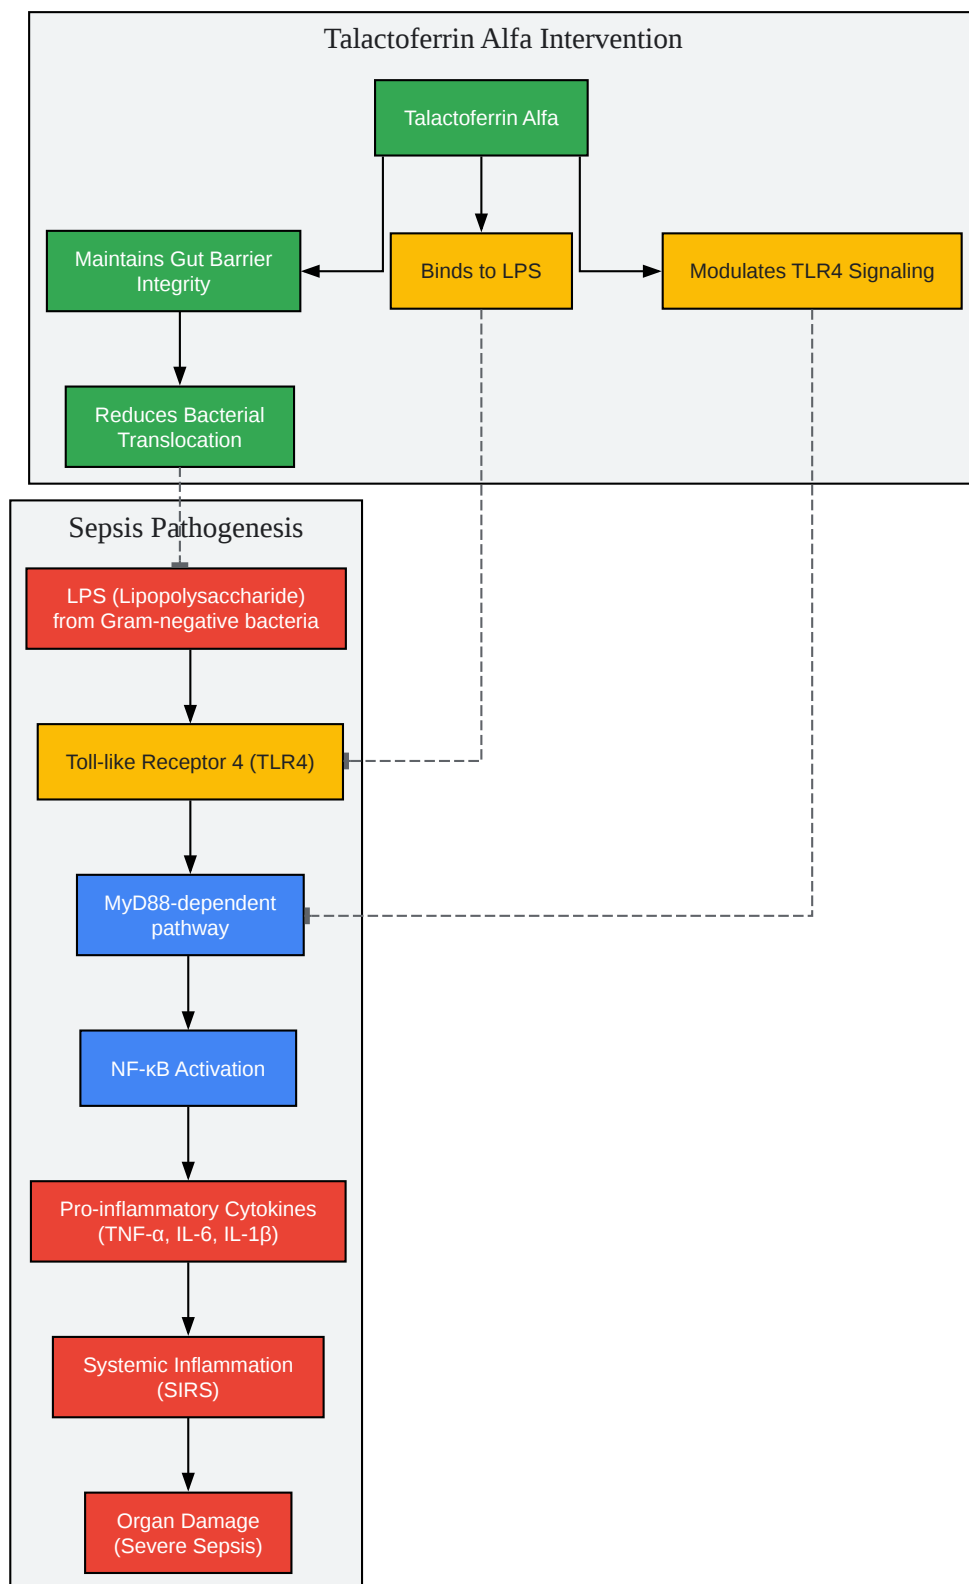 Talactoferrin Alfa Intervention
Talactoferrin Alfa
Maintains Gut Barrier
Integrity
Binds to LPS
Modulates TLR4 Signaling
Reduces Bacterial
Translocation
Sepsis Pathogenesis
LPS (Lipopolysaccharide)
from Gram-negative bacteria
Toll-like Receptor 4 (TLR4)
MyD88-dependent
pathway
NF-κB Activation
Pro-inflammatory Cytokines
(TNF-α, IL-6, IL-1β)
Systemic Inflammation
(SIRS)
Organ Damage
(Severe Sepsis)